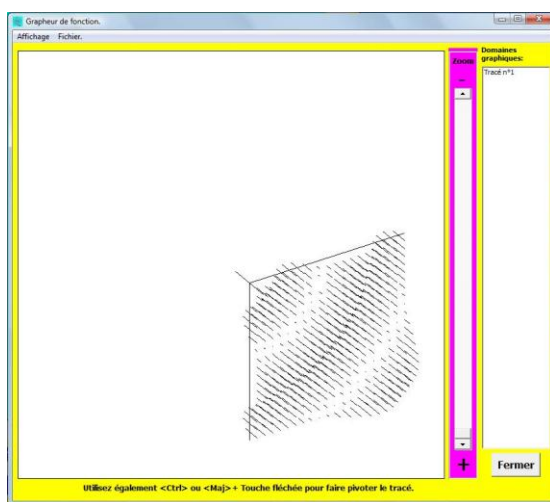 Grapheur de fonction.
Affichage Fichier.
Zoom
-
+
Domaines
graphiques:
Tracé n°1
Fermer
Utilisez également <Ctrl> ou <Maj> + Touche fléchée pour faire pivoter le tracé.